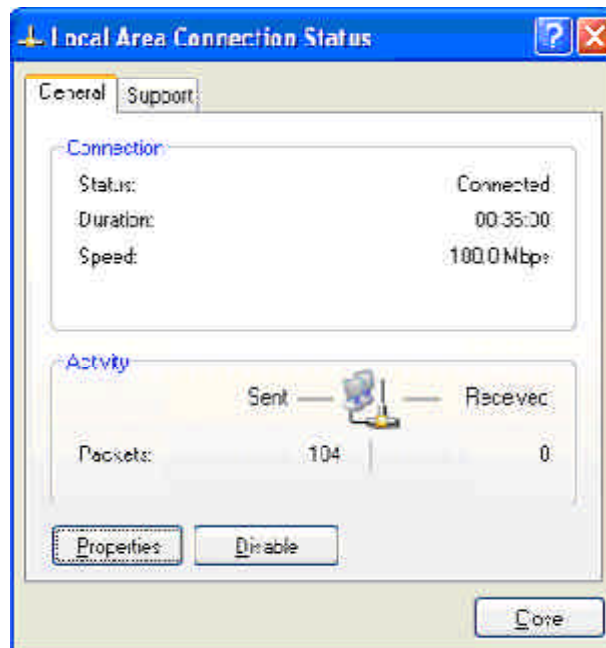 Local Area Connection Status
General Support
Connection
Status: Connected
Duration: 00:35:00
Speed: 100.0 Mbps
Activity
Sent Received
Packets: 104 0
Properties Disable
Close